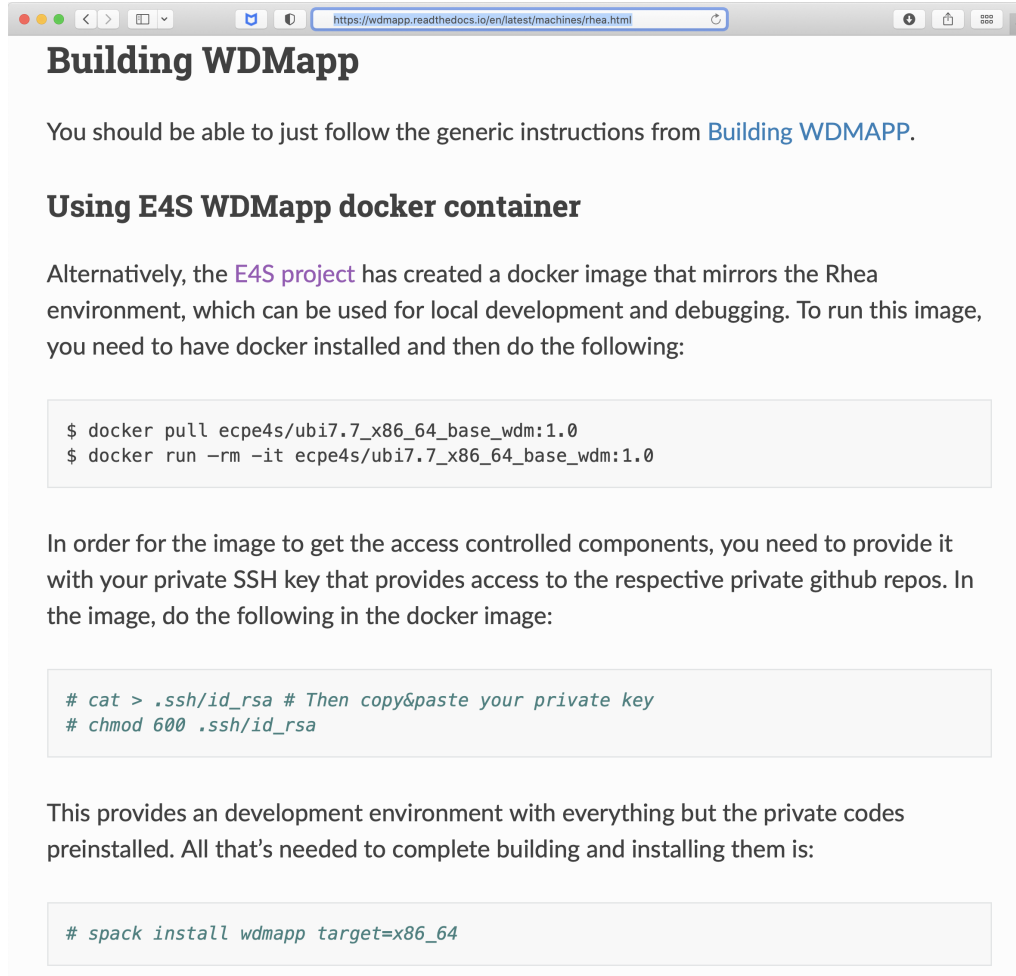 https://wdmapp.readthedocs.io/en/latest/machines/rhea.html
Building WDMapp
You should be able to just follow the generic instructions from Building WDMAPP.
Using E4S WDMapp docker container
Alternatively, the E4S project has created a docker image that mirrors the Rhea
environment, which can be used for local development and debugging. To run this image,
you need to have docker installed and then do the following:
$ docker pull ecpe4s/ubi7.7_x86_64_base_wdm:1.0
$ docker run –rm -it ecpe4s/ubi7.7_x86_64_base_wdm:1.0
In order for the image to get the access controlled components, you need to provide it
with your private SSH key that provides access to the respective private github repos. In
the image, do the following in the docker image:
# cat > .ssh/id_rsa # Then copy&paste your private key
# chmod 600 .ssh/id_rsa
This provides an development environment with everything but the private codes
preinstalled. All that’s needed to complete building and installing them is:
# spack install wdmapp target=x86_64